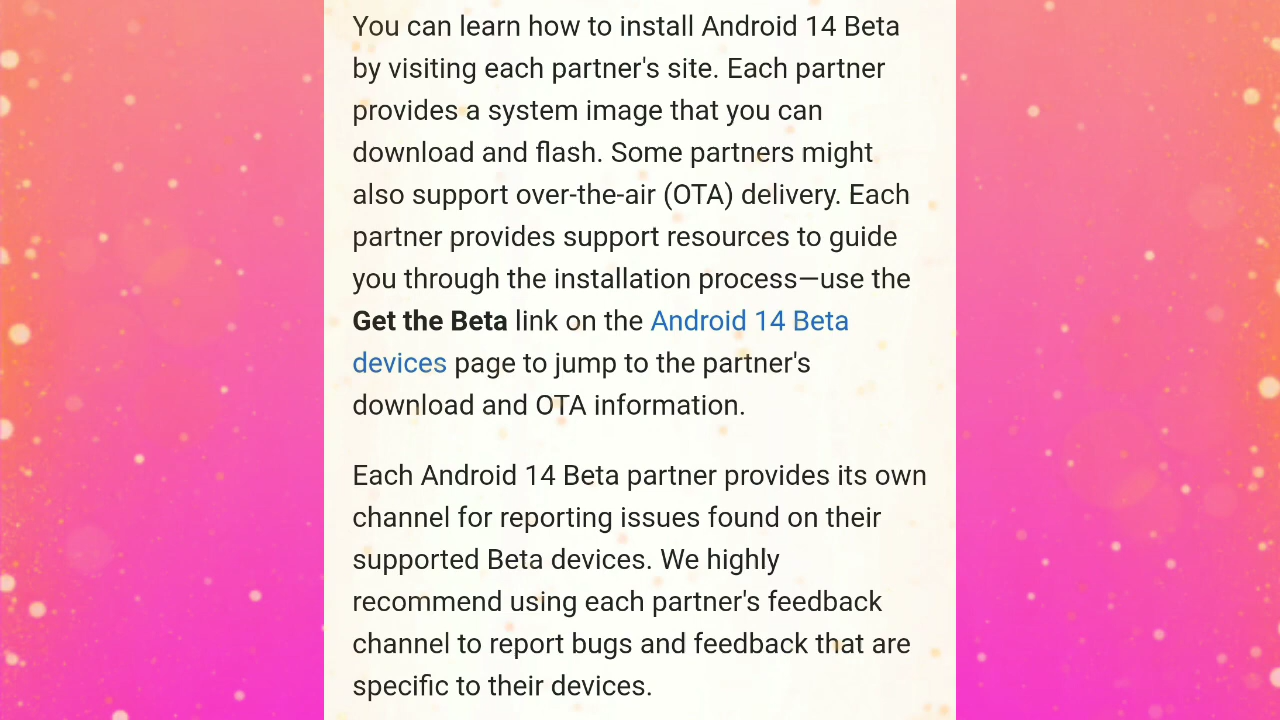 You can learn how to install Android 14 Beta
by visiting each partner's site. Each partner
provides a system image that you can
download and flash. Some partners might
also support over-the-air (OTA) delivery. Each
partner provides support resources to guide
you through the installation process—use the
Get the Beta link on the Android 14 Beta
devices page to jump to the partner's
download and OTA information.
Each Android 14 Beta partner provides its own
channel for reporting issues found on their
supported Beta devices. We highly
recommend using each partner's feedback
channel to report bugs and feedback that are
specific to their devices.